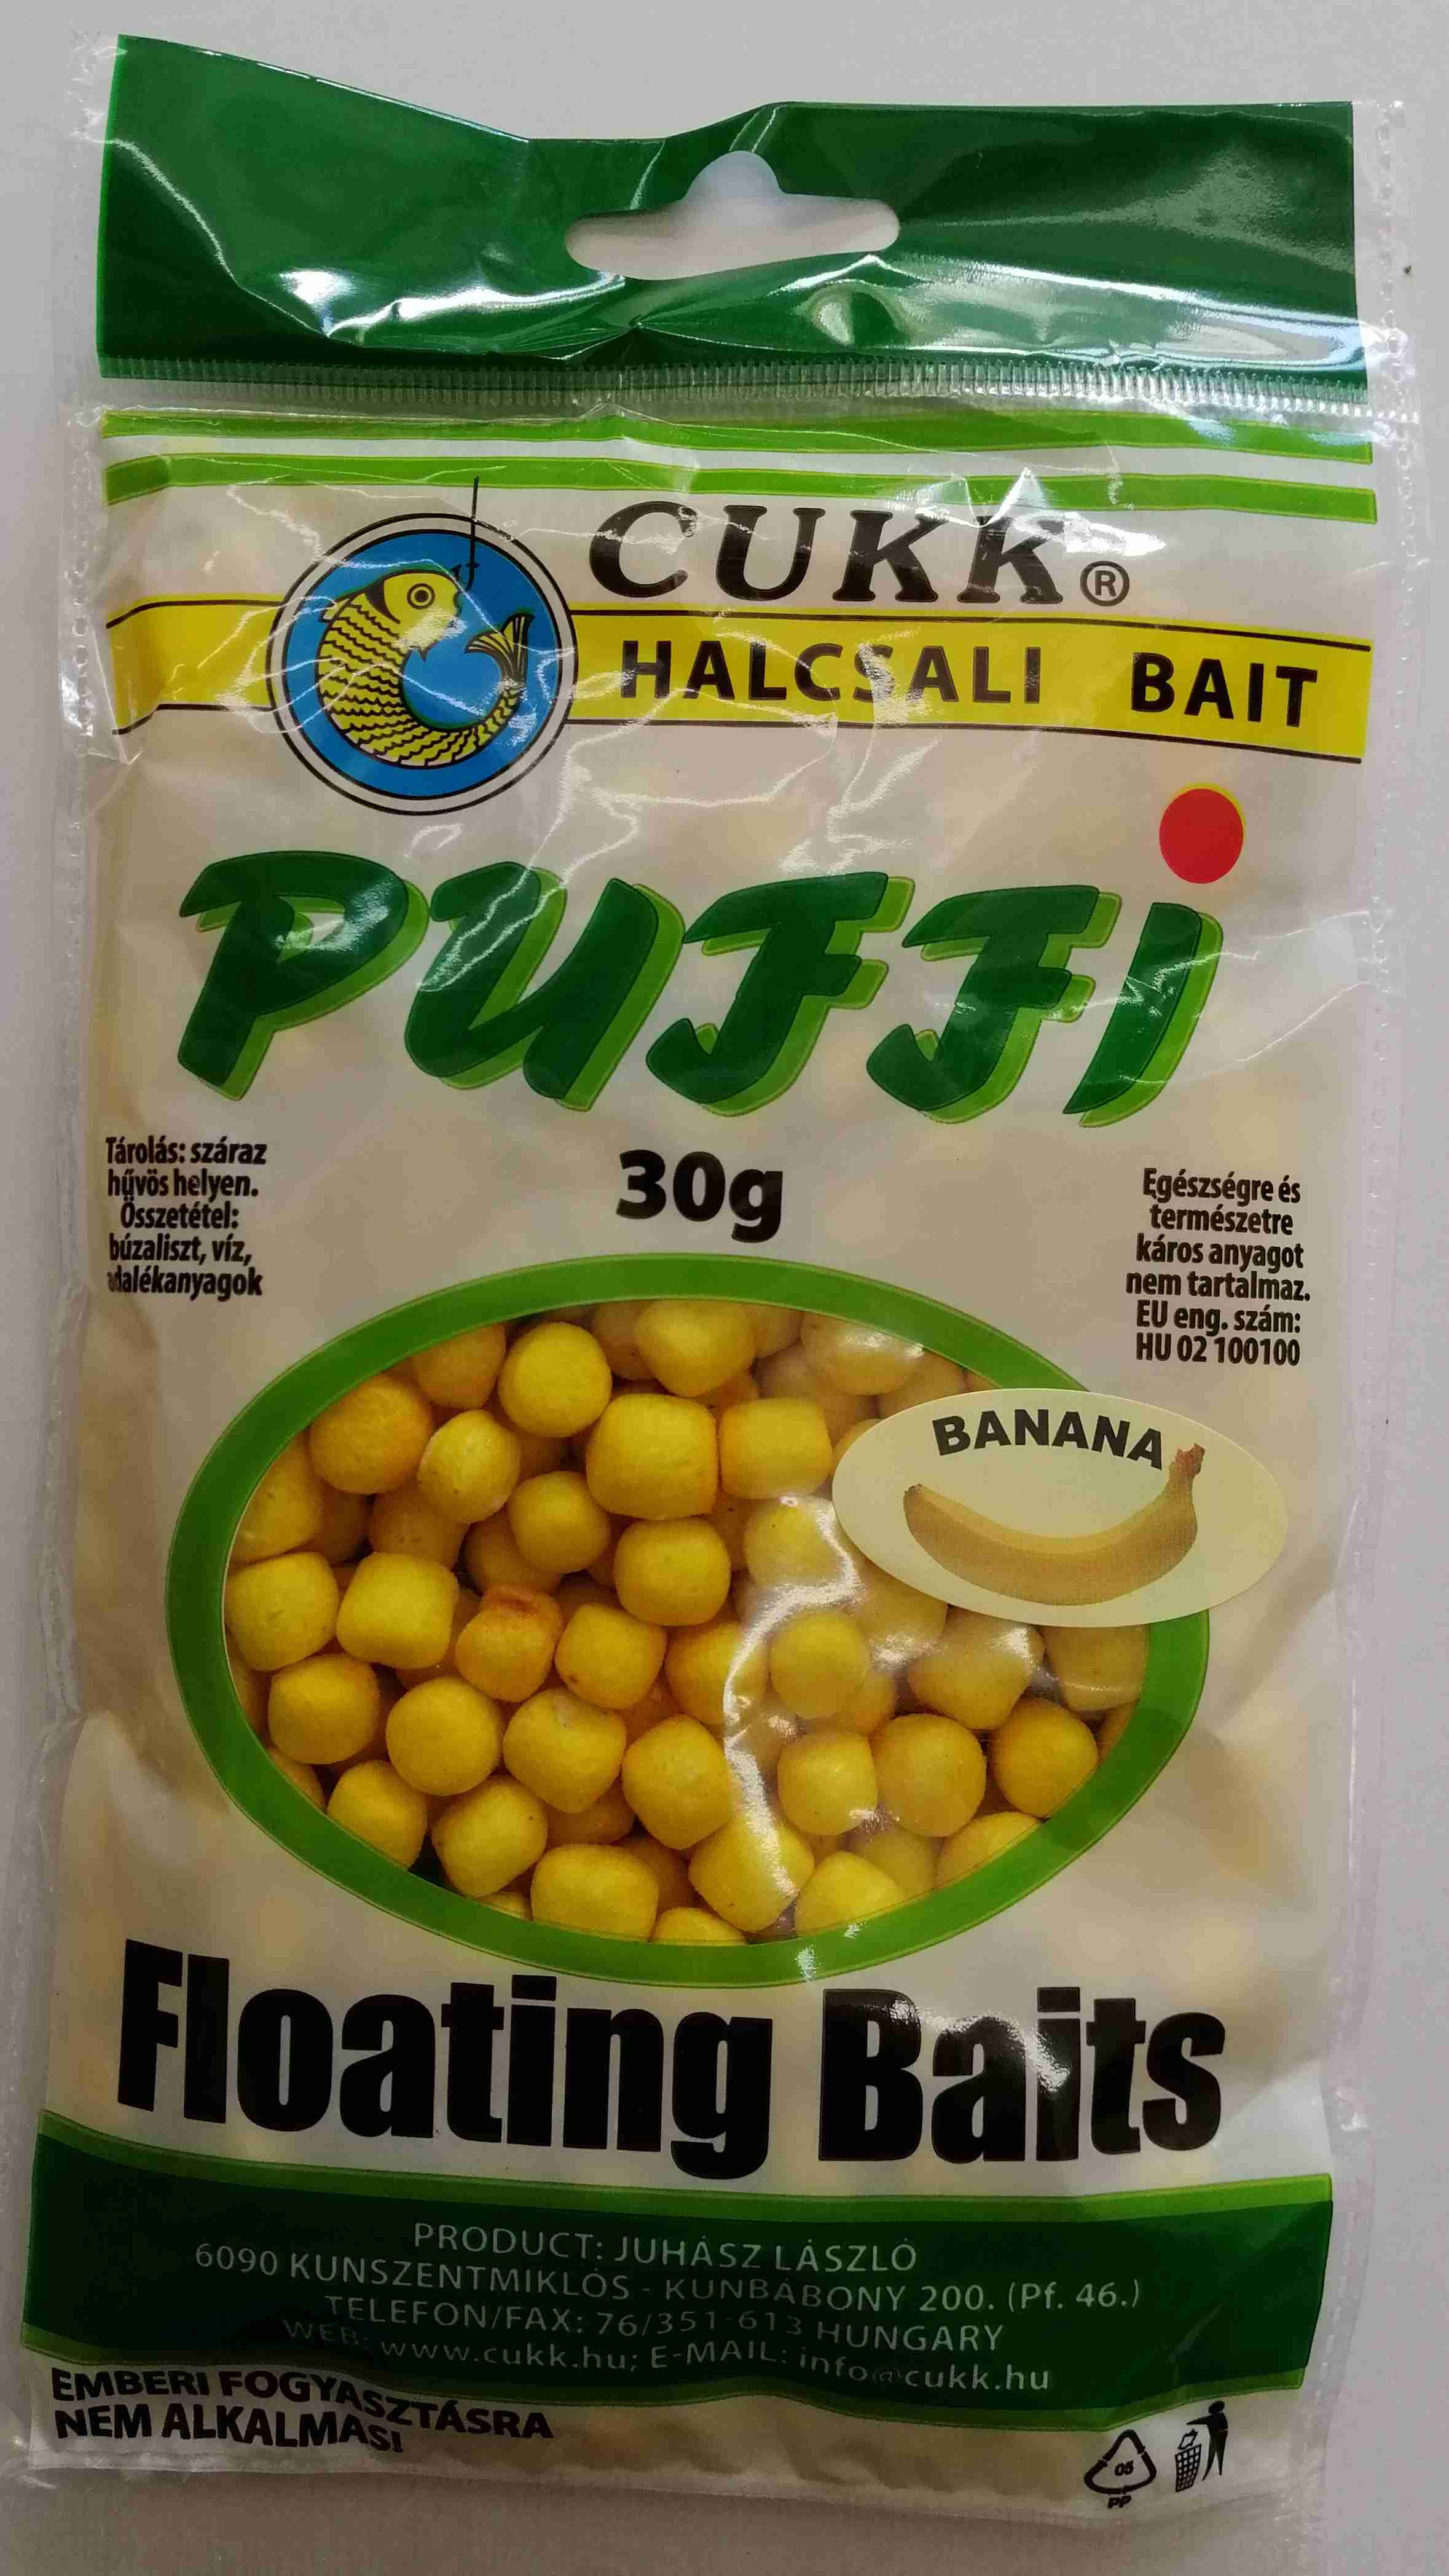 CUKK®
HALCSALI BAIT
PUFFi
Tárolás: száraz
hűvös helyen.
Összetétel:
búzaliszt, víz,
adalékanyagok
30g
Egészségre és
természetre
káros anyagot
nem tartalmaz.
EU eng. szám:
HU 02 100100
BANANA
Floating Baits
PRODUCT: JUHÁSZ LÁSZLÓ
6090 KUNSZENTMIKLÓS - KUNBÁBONY 200. (Pf. 46.)
TELEFON/FAX: 76/351-613 HUNGARY
WEB: www.cukk.hu; E-MAIL: info@cukk.hu
EMBERI FOGYASZTÁSRA
NEM ALKALMAS!
05
PP